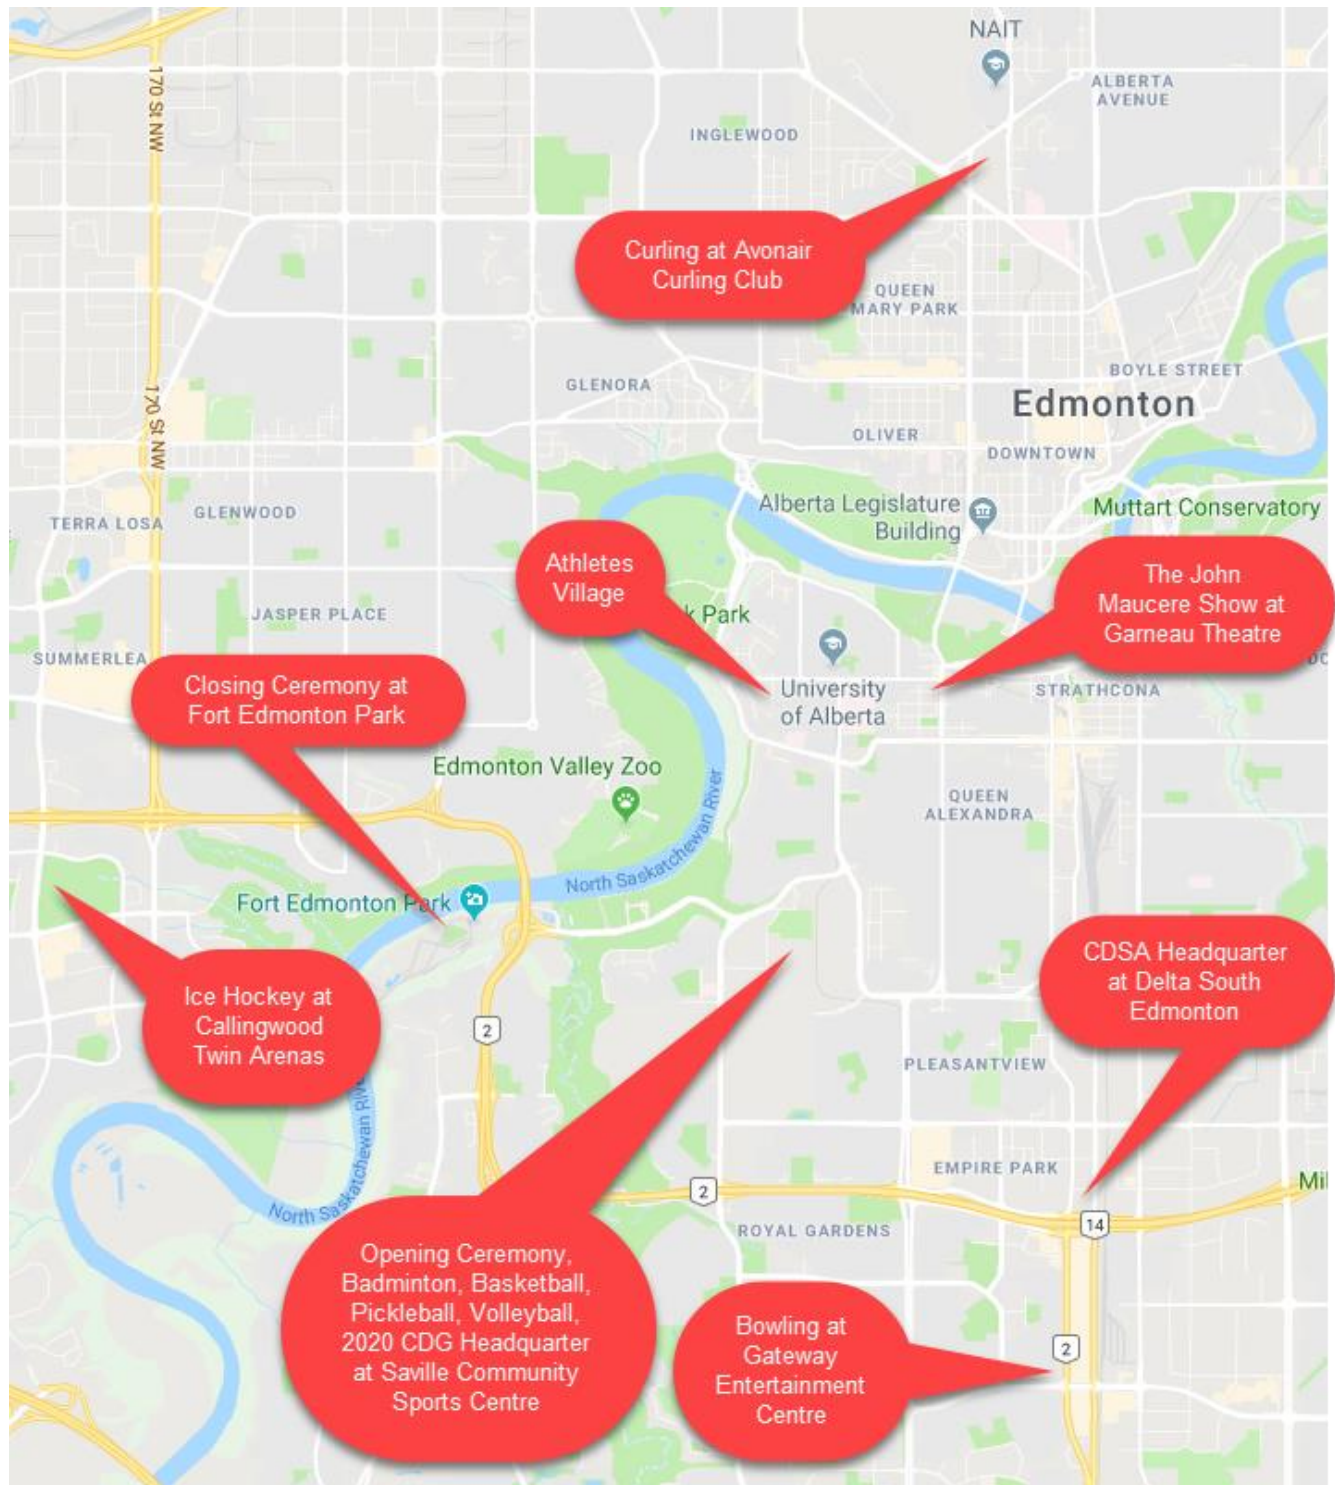 NAIT
170 St NW
ALBERTA
AVENUE
INGLEWOOD
Curling at Avonair
Curling Club
QUEEN
MARY PARK
BOYLE STREET
GLENORA
170 St NW
Edmonton
OLIVER
DOWNTOWN
Alberta Legislature
Building
Muttart Conservatory
TERRA LOSA
GLENWOOD
Athletes
Village
The John
Maucere Show at
Garneau Theatre
JASPER PLACE
k Park
SUMMERLEA
Closing Ceremony at
Fort Edmonton Park
University
of Alberta
STRATHCONA
Edmonton Valley Zoo
QUEEN
ALEXANDRA
North Saskatchewan River
Fort Edmonton Park
Ice Hockey at
Callingwood
Twin Arenas
CDSA Headquarter
at Delta South
Edmonton
2
PLEASANTVIEW
North Saskatchewan River
EMPIRE PARK
Mil
2
14
ROYAL GARDENS
Opening Ceremony,
Badminton, Basketball,
Pickleball, Volleyball,
2020 CDG Headquarter
at Saville Community
Sports Centre
Bowling at
Gateway
Entertainment
Centre
2